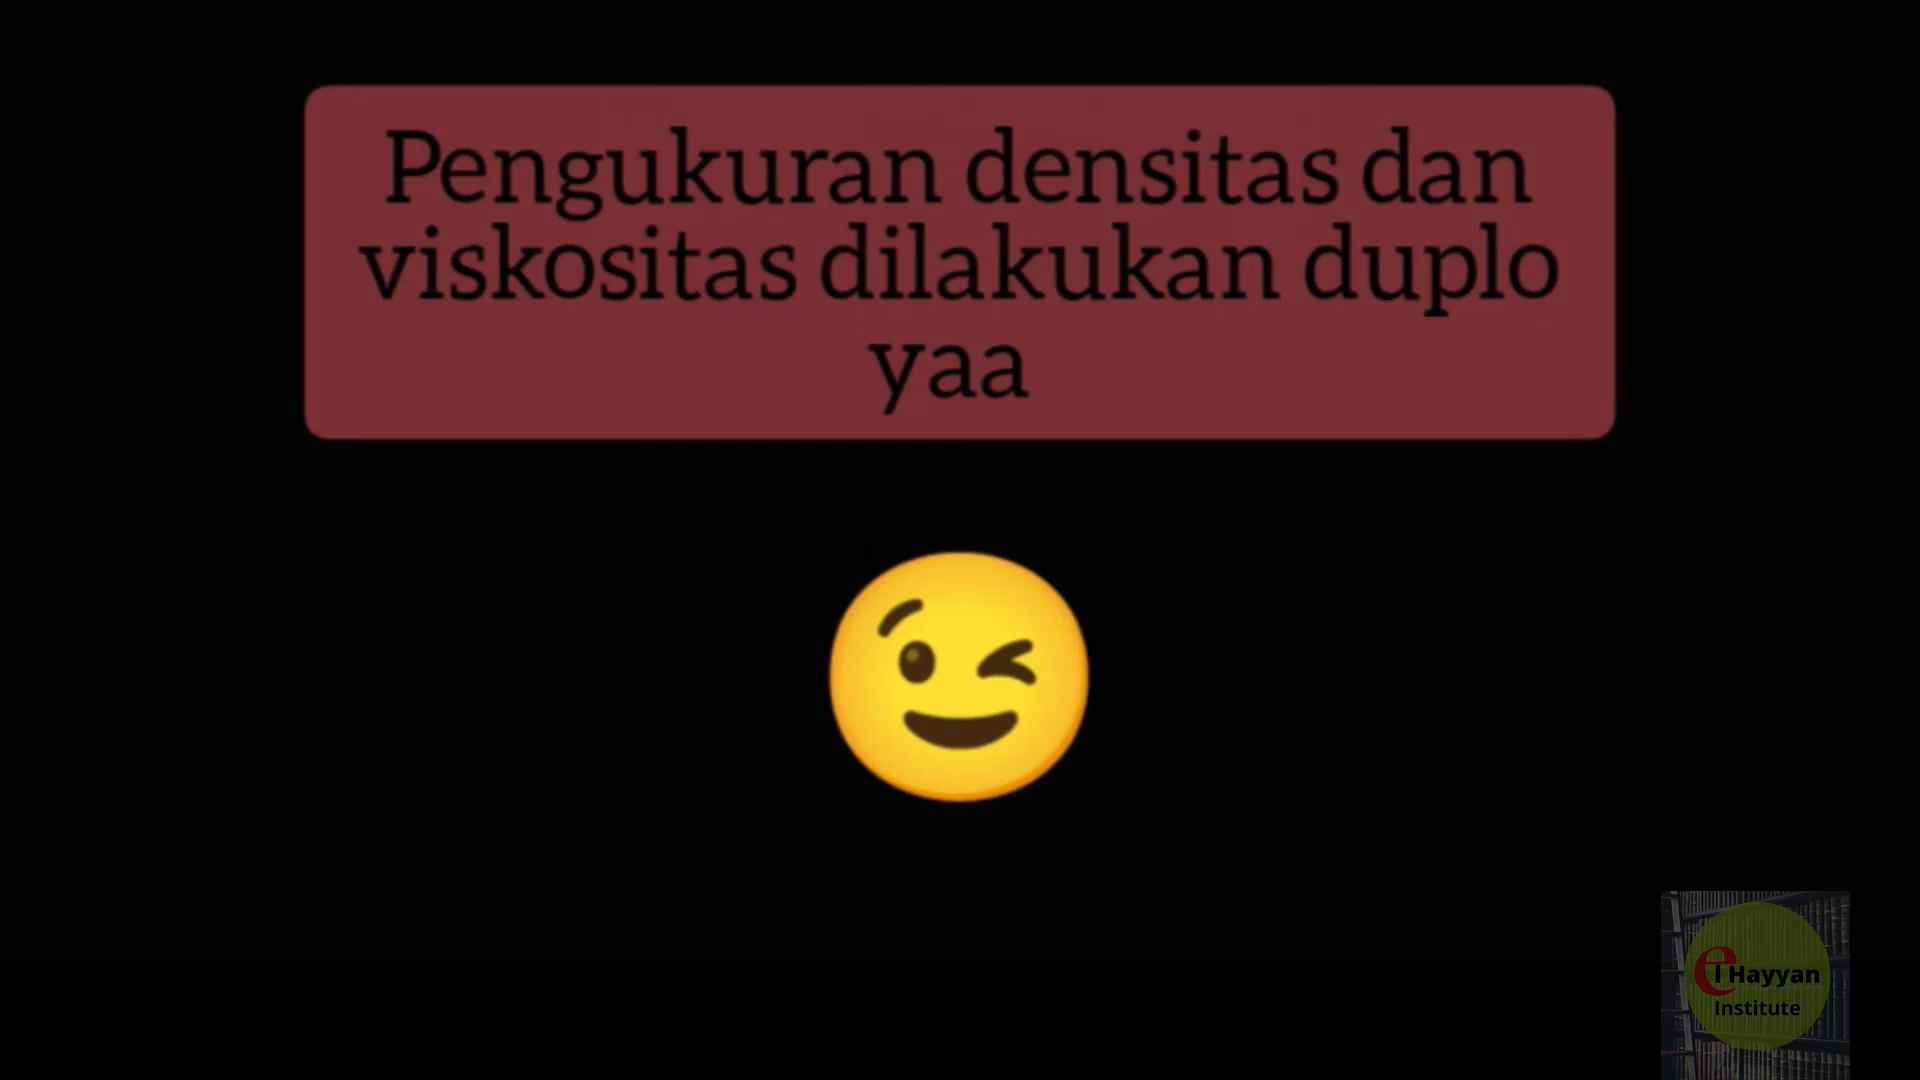 Pengukuran densitas dan
viskositas dilakukan duplo
yaa
el Hayyan
Institute